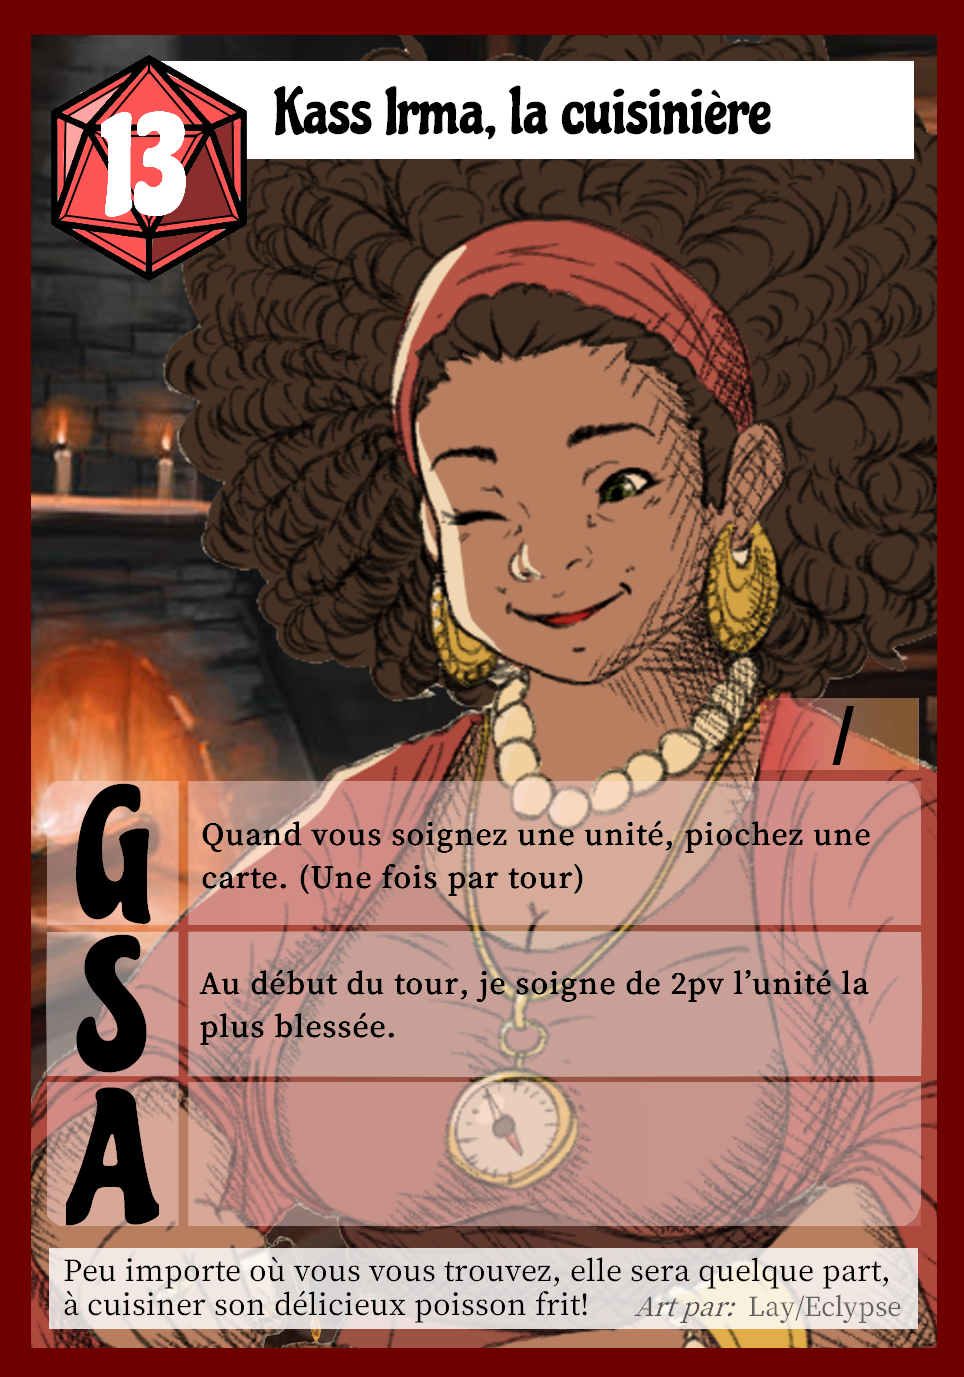 13
Kass Irma, la cuisinière
/
G
Quand vous soignez une unité, piochez une
carte. (Une fois par tour)
S
Au début du tour, je soigne de 2pv l’unité la
plus blessée.
A
Peu importe où vous vous trouvez, elle sera quelque part,
à cuisiner son délicieux poisson frit!
Art par: Lay/Eclypse